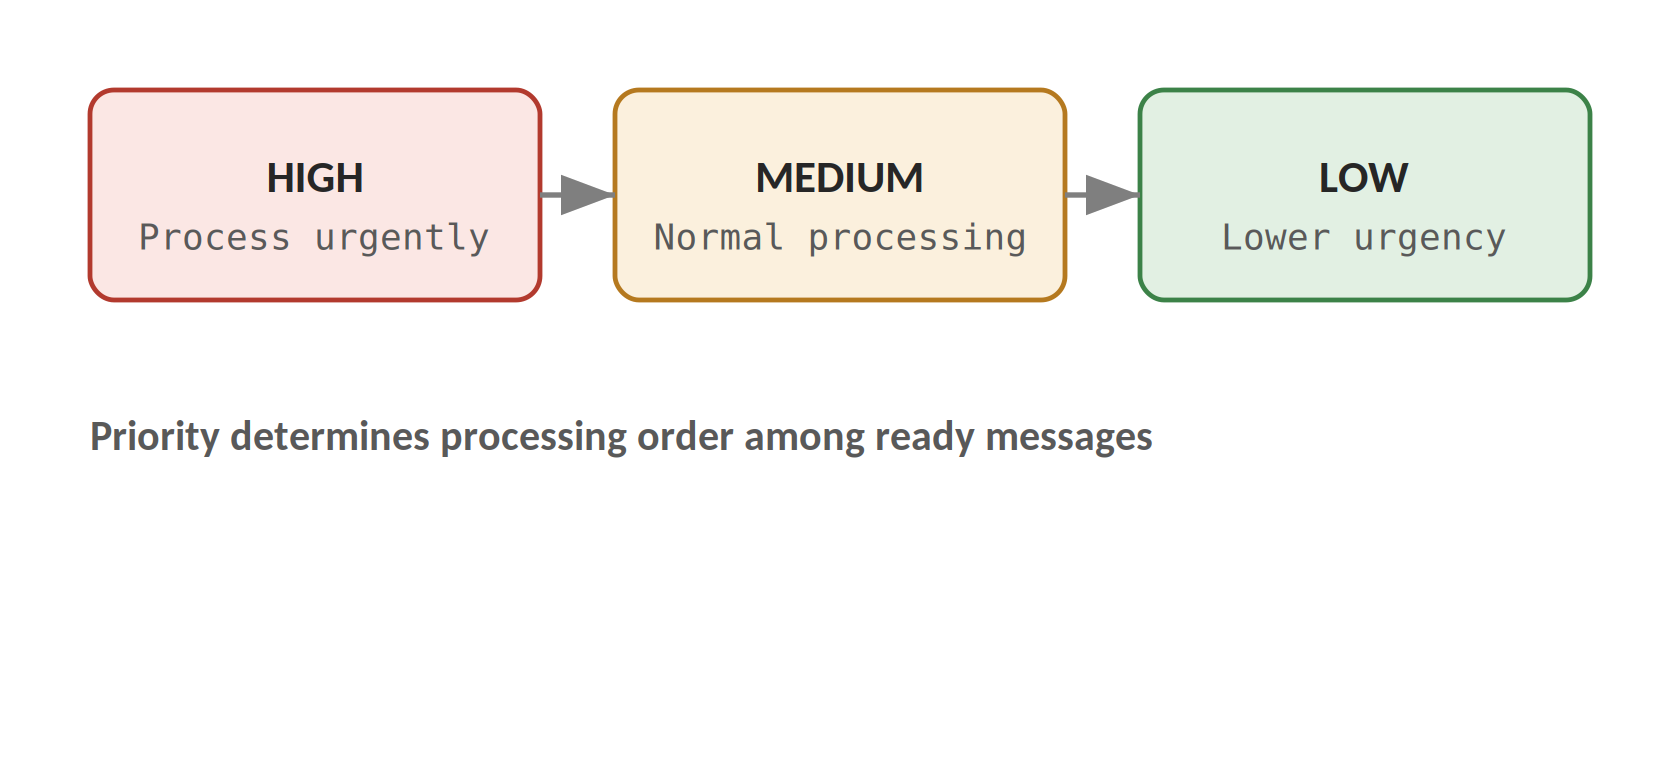 HIGH
Process urgently
MEDIUM
Normal processing
LOW
Lower urgency
Priority determines processing order among ready messages